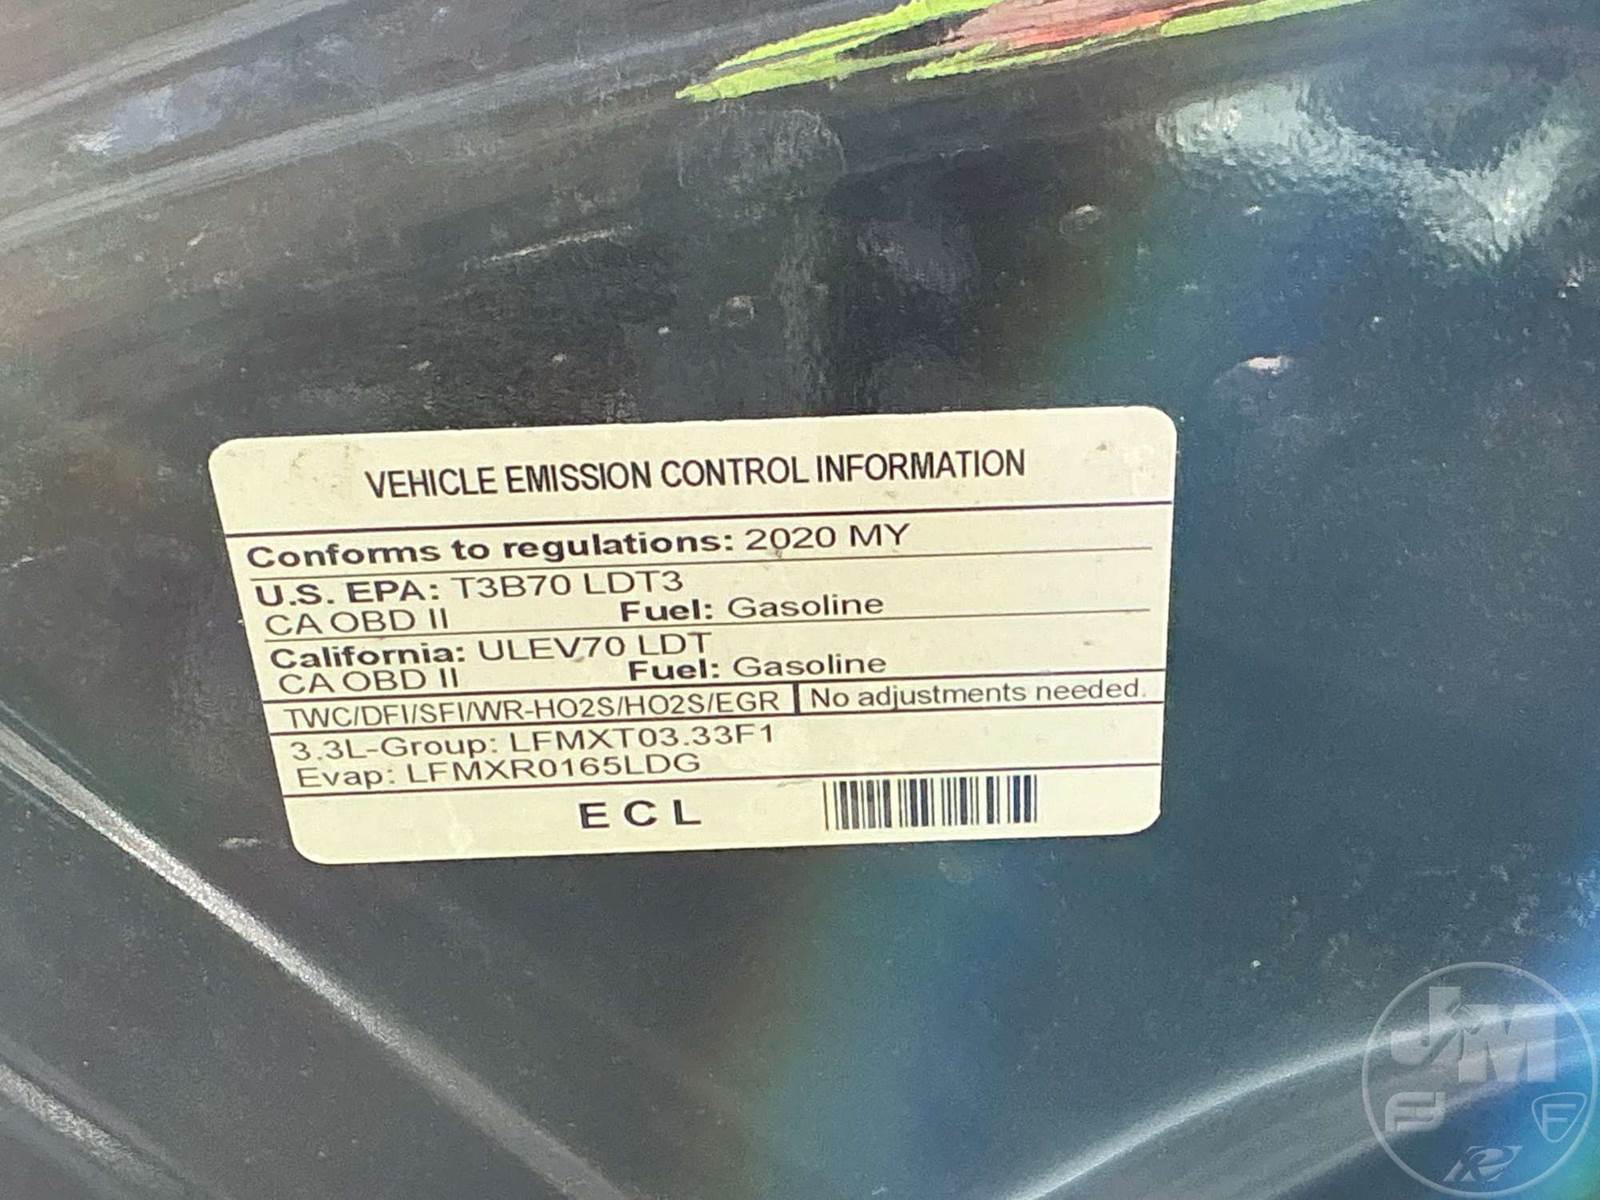 VEHICLE EMISSION CONTROL INFORMATION
Conforms to regulations: 2020 MY
U.S. EPA: T3B70 LDT3
CA OBD II Fuel: Gasoline
California: ULEV70 LDT
CA OBD II Fuel: Gasoline
TWC/DFI/SFI/WR-HO2S/HO2S/EGR No adjustments needed.
3.3L-Group: LFMXT03.33F1
Evap: LFMXR0165LDG
E C L
J M
F